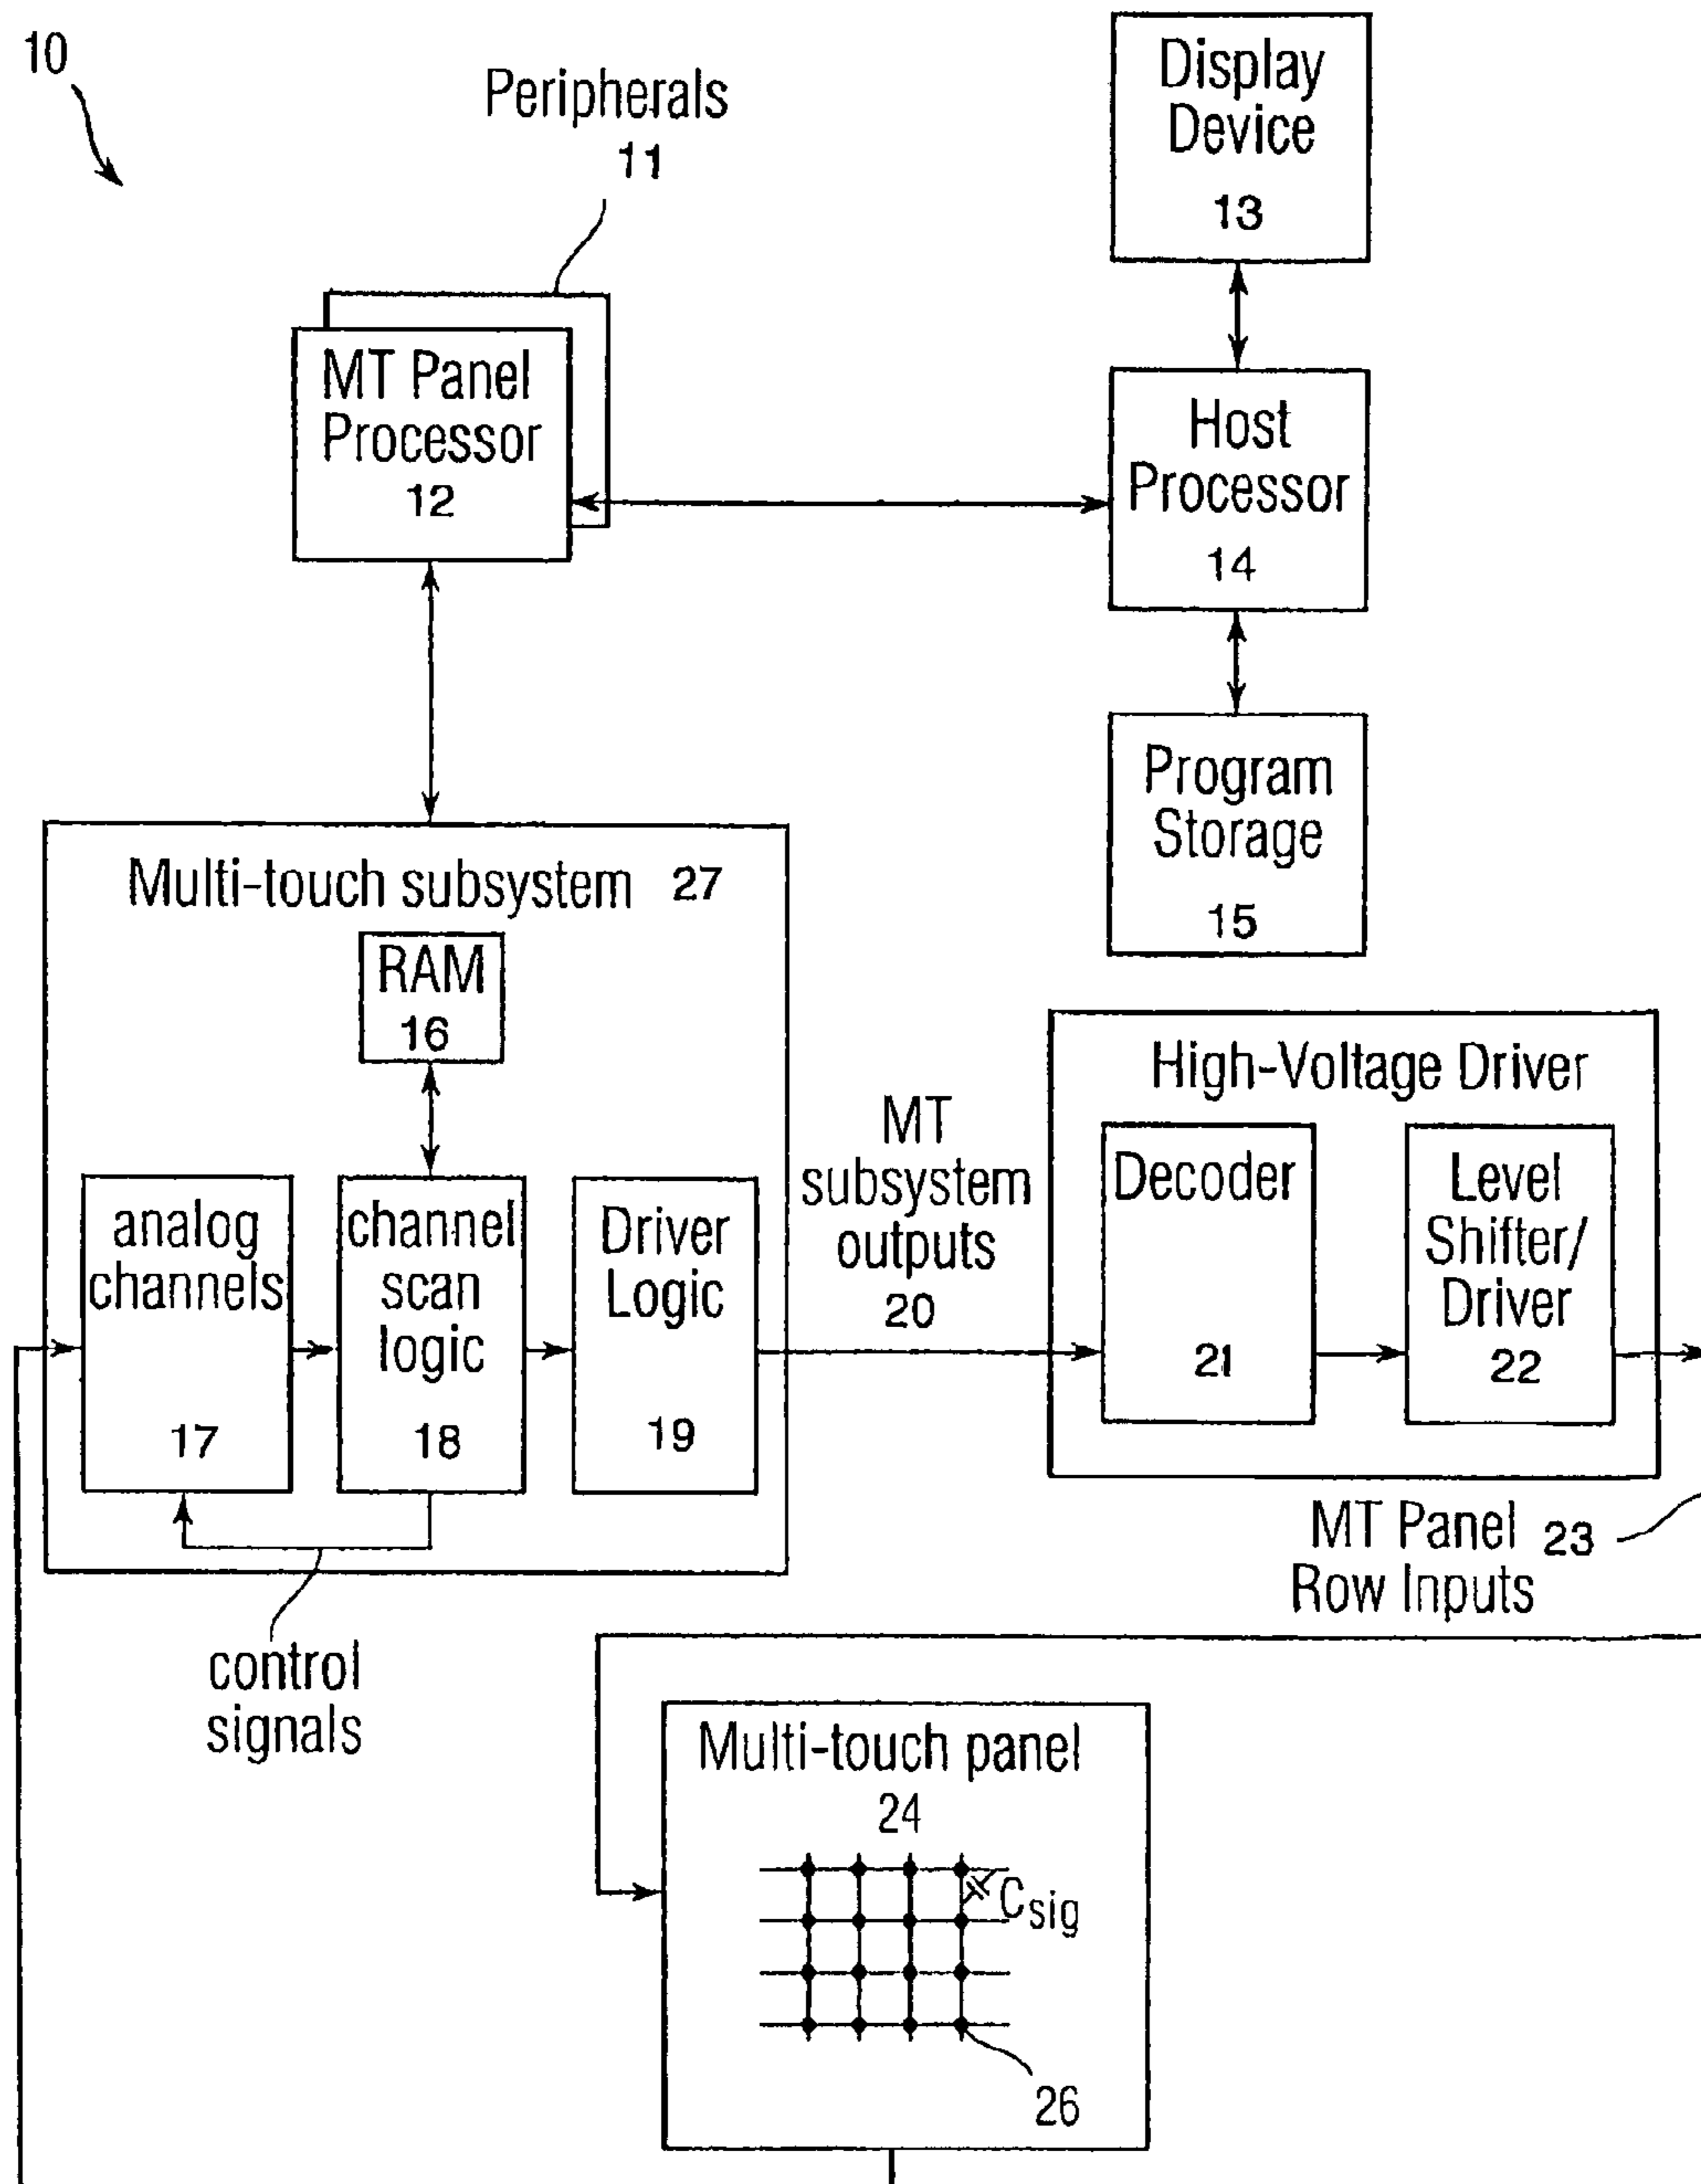 10
Peripherals
11
Display
Device
13
MT Panel
Processor
12
Host
Processor
14
Program
Storage
15
Multi-touch subsystem 27
RAM
16
analog
channels
17
channel
scan
logic
18
Driver
Logic
19
MT
subsystem
outputs
20
High-Voltage Driver
Decoder
21
Level
Shifter/
Driver
22
MT Panel 23
Row Inputs
control
signals
Multi-touch panel
24
Csig
26